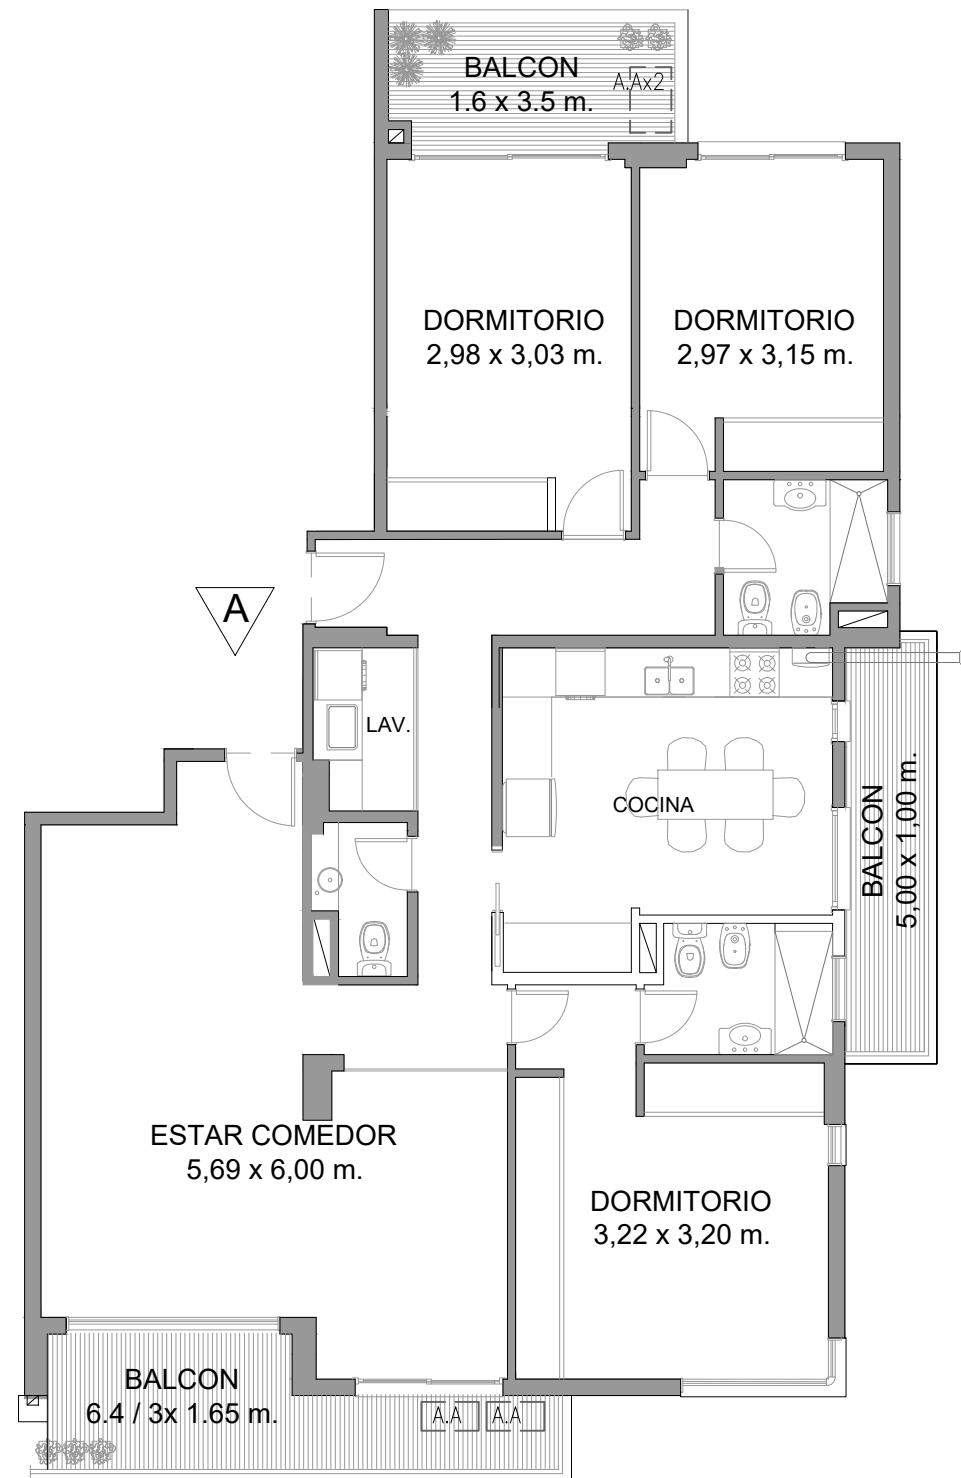 BALCON
1.6 x 3.5 m.
A.Ax2
DORMITORIO
2,98 x 3,03 m.
DORMITORIO
2,97 x 3,15 m.
A
LAV.
COCINA
BALCON
5,00 x 1,00 m.
ESTAR COMEDOR
5,69 x 6,00 m.
DORMITORIO
3,22 x 3,20 m.
BALCON
6.4 / 3x 1.65 m.
A.A
A.A